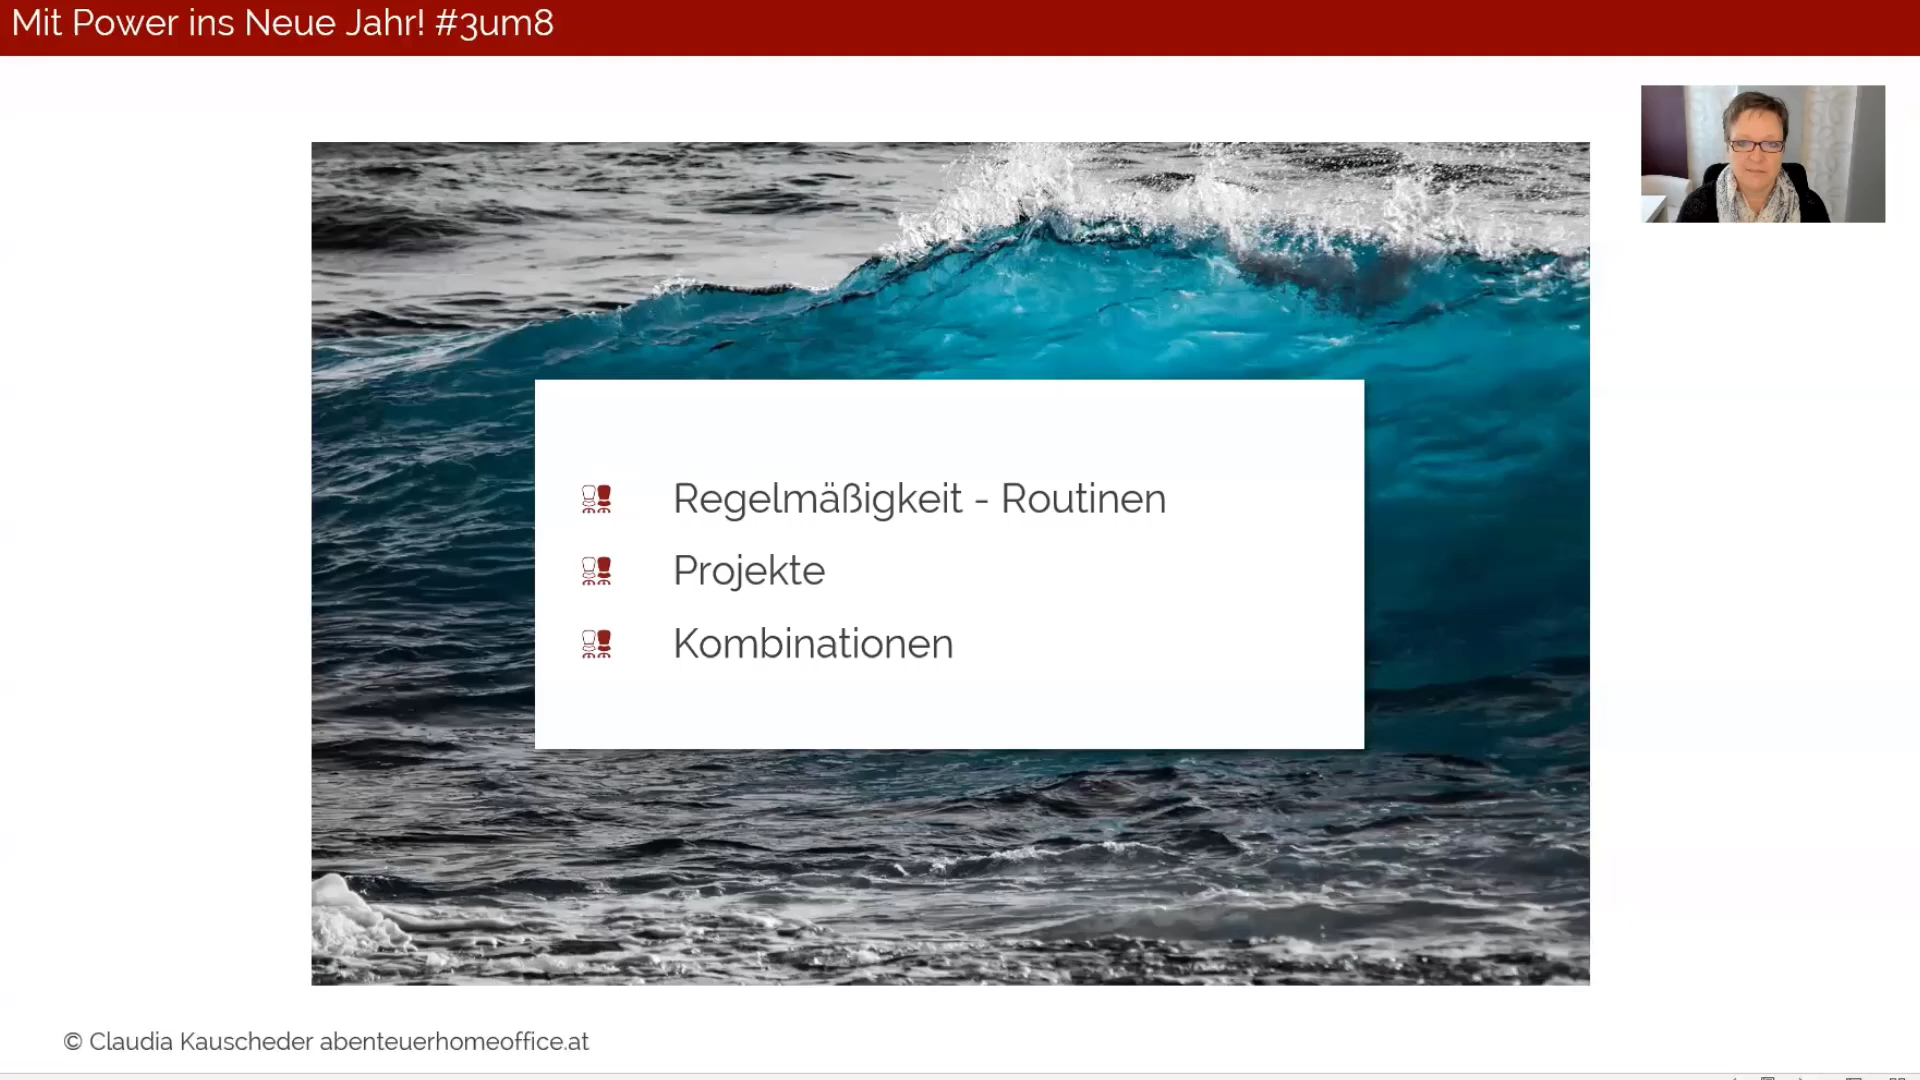 Mit Power ins Neue Jahr! #3um8
Regelmäßigkeit - Routinen
Projekte
Kombinationen
© Claudia Kauscheder abenteuerhomeoffice.at